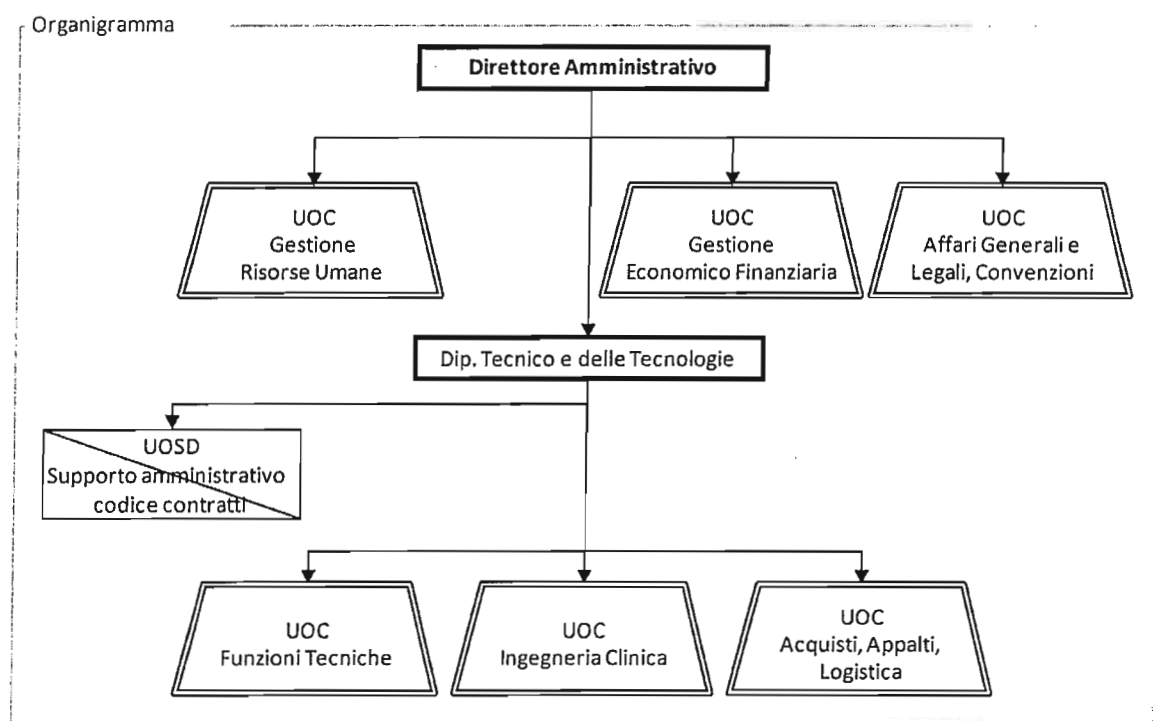 Organigramma
Direttore Amministrativo
UOC
Gestione
Risorse Umane
UOC
Gestione
Economico Finanziaria
UOC
Affari Generali e
Legali, Convenzioni
Dip. Tecnico e delle Tecnologie
UOSD
Supporto amministrativo
codice contratti
UOC
Funzioni Tecniche
UOC
Ingegneria Clinica
UOC
Acquisti, Appalti,
Logistica